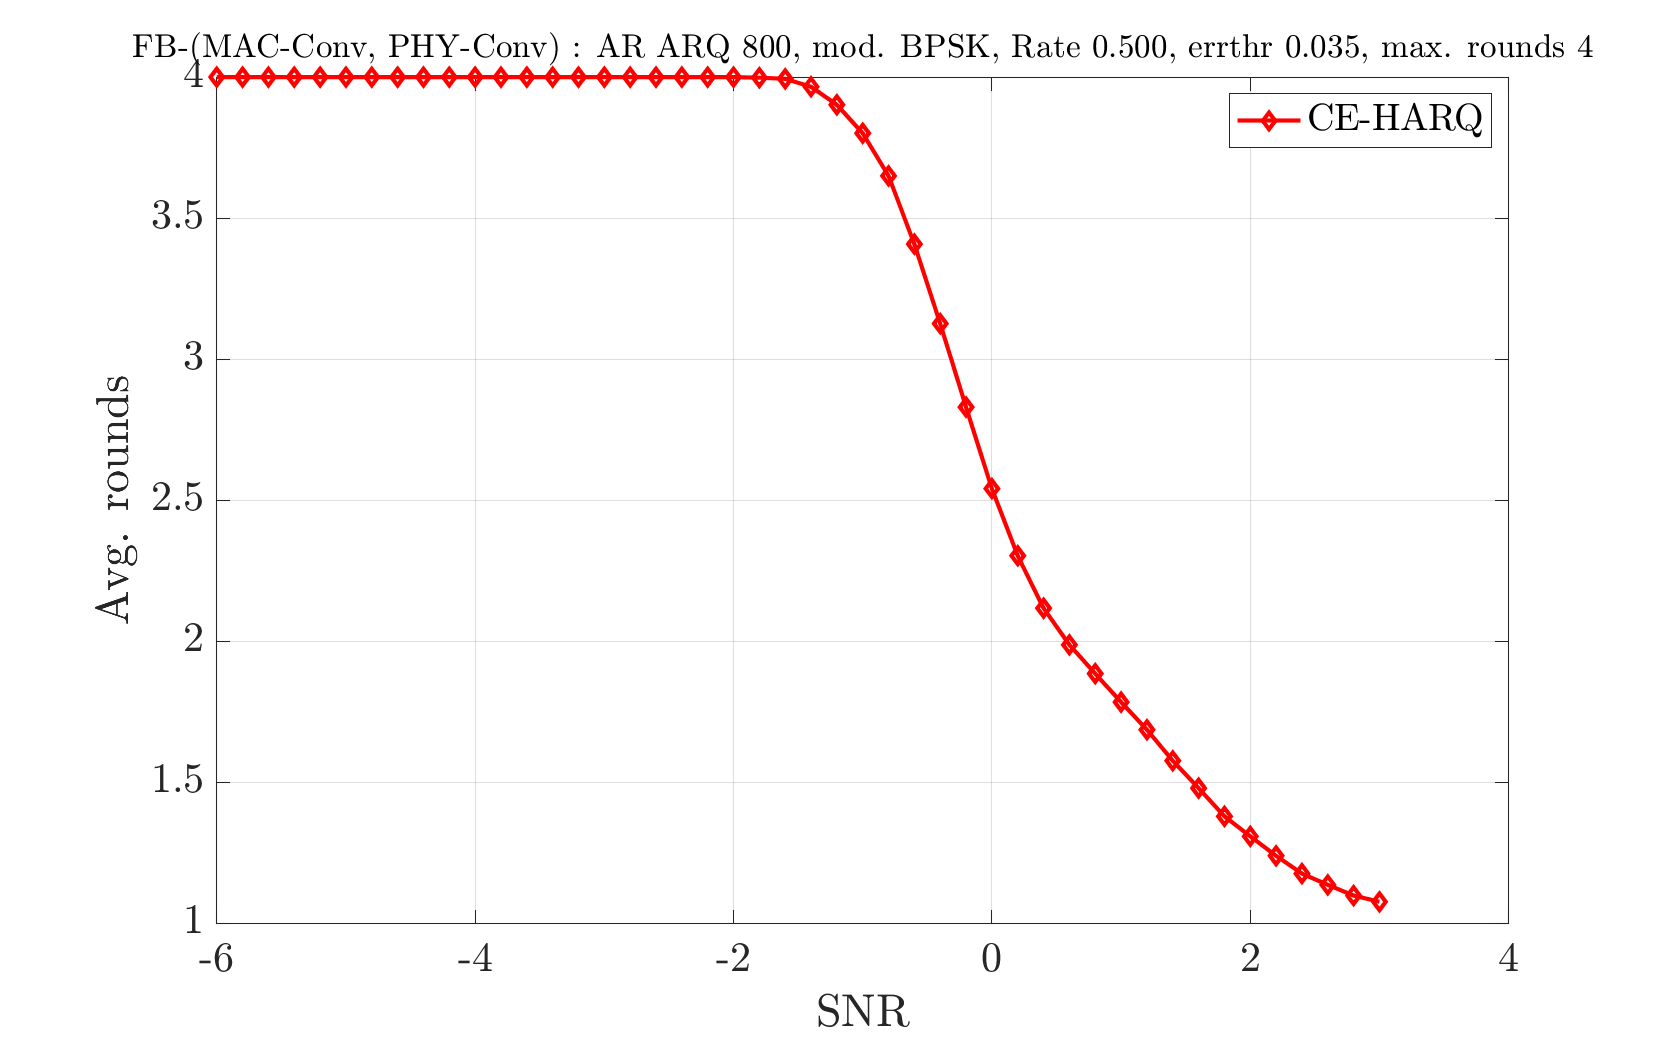 FB-(MAC-Conv, PHY-Conv) : AR ARQ 800, mod. BPSK, Rate 0.500, errthr 0.035, max. rounds 4
CE-HARQ
4
3.5
3
2.5
2
1.5
1
Avg. rounds
-6 -4 -2 0 2 4
SNR